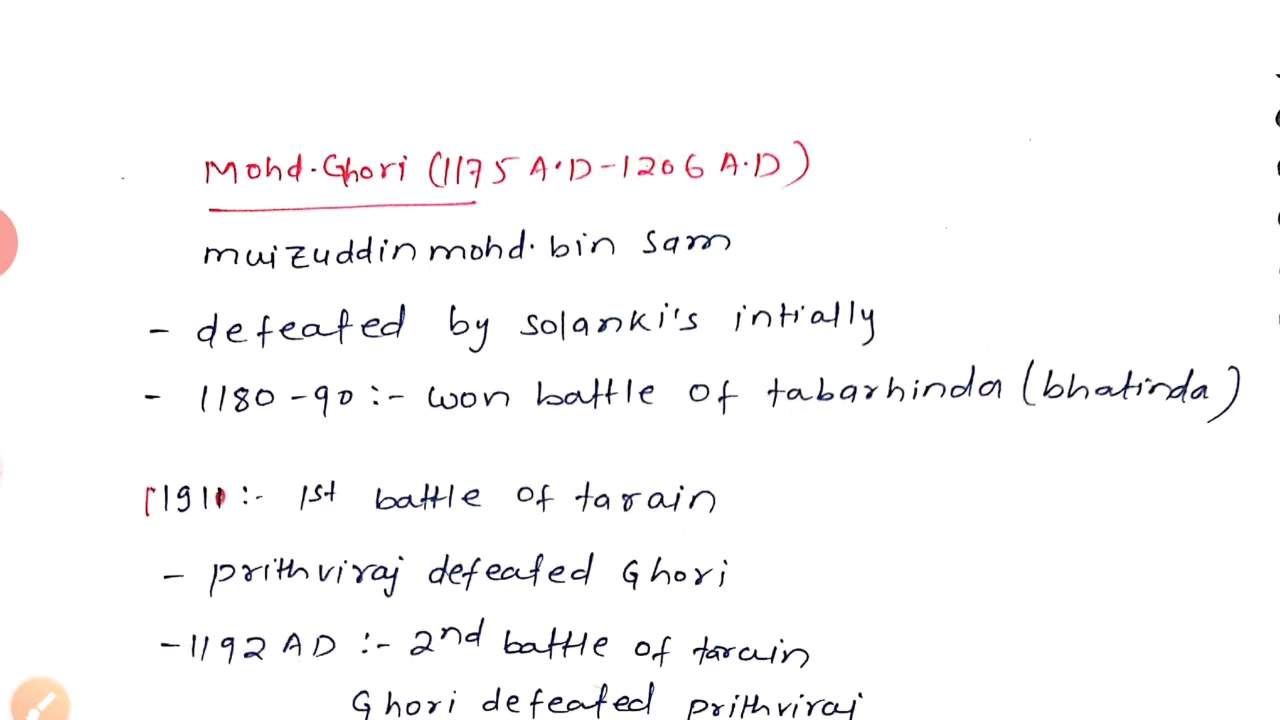 Mohd. Ghori (1175 A.D - 1206 A.D)
muizuddin mohd. bin sam
- defeated by solanki's intially
- 1180 - 90 :- won battle of tabarhinda (bhatinda)
1191 :- 1st battle of tarain
- prithviraj defeated Ghori
- 1192 AD :- 2nd battle of tarain
Ghori defeated prithviraj